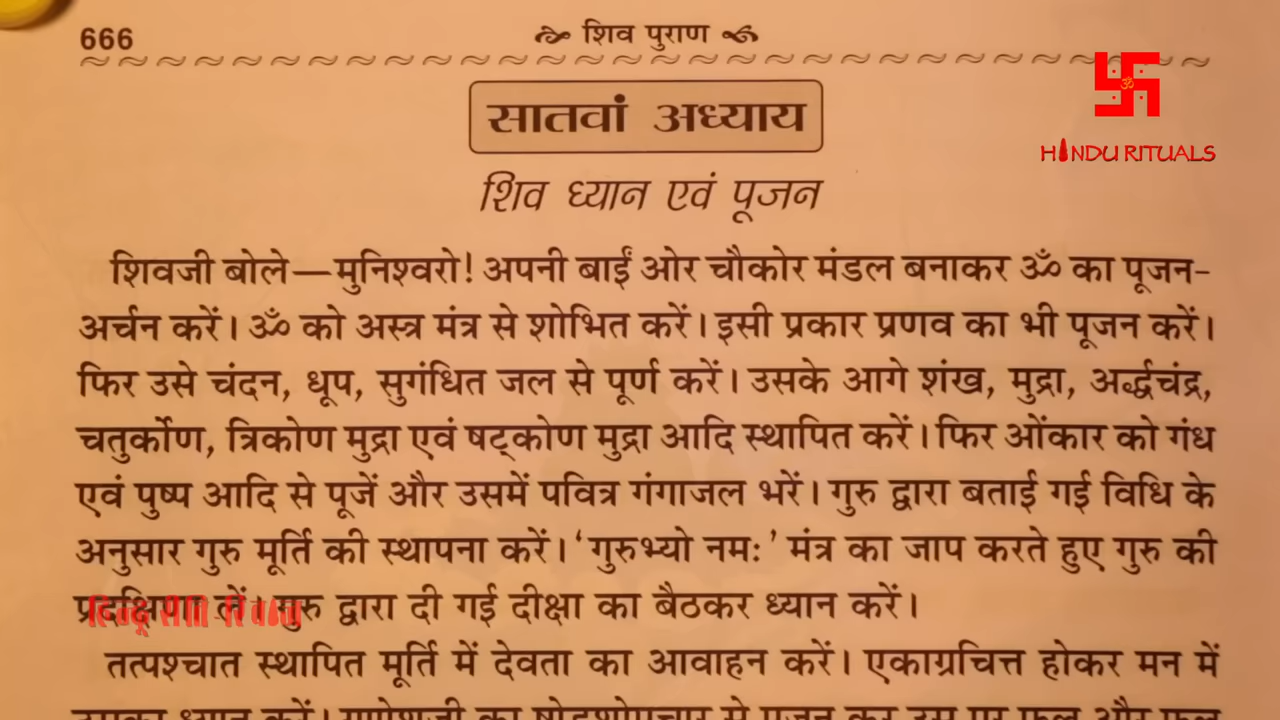 666
शिव पुराण
सातवां अध्याय
HINDU RITUALS
शिव ध्यान एवं पूजन
शिवजी बोले—मुनिश्वरो! अपनी बाईं ओर चौकोर मंडल बनाकर ॐ का पूजन-
अर्चन करें। ॐ को अस्त्र मंत्र से शोभित करें। इसी प्रकार प्रणव का भी पूजन करें।
फिर उसे चंदन, धूप, सुगंधित जल से पूर्ण करें। उसके आगे शंख, मुद्रा, अर्द्धचंद्र,
चतुर्कोण, त्रिकोण मुद्रा एवं षट्कोण मुद्रा आदि स्थापित करें। फिर ओंकार को गंध
एवं पुष्प आदि से पूजें और उसमें पवित्र गंगाजल भरें। गुरु द्वारा बताई गई विधि के
अनुसार गुरु मूर्ति की स्थापना करें। 'गुरुभ्यो नमः' मंत्र का जाप करते हुए गुरु की
प्रदक्षिणा लें। गुरु द्वारा दी गई दीक्षा का बैठकर ध्यान करें।
तत्पश्चात स्थापित मूर्ति में देवता का आवाहन करें। एकाग्रचित्त होकर मन में